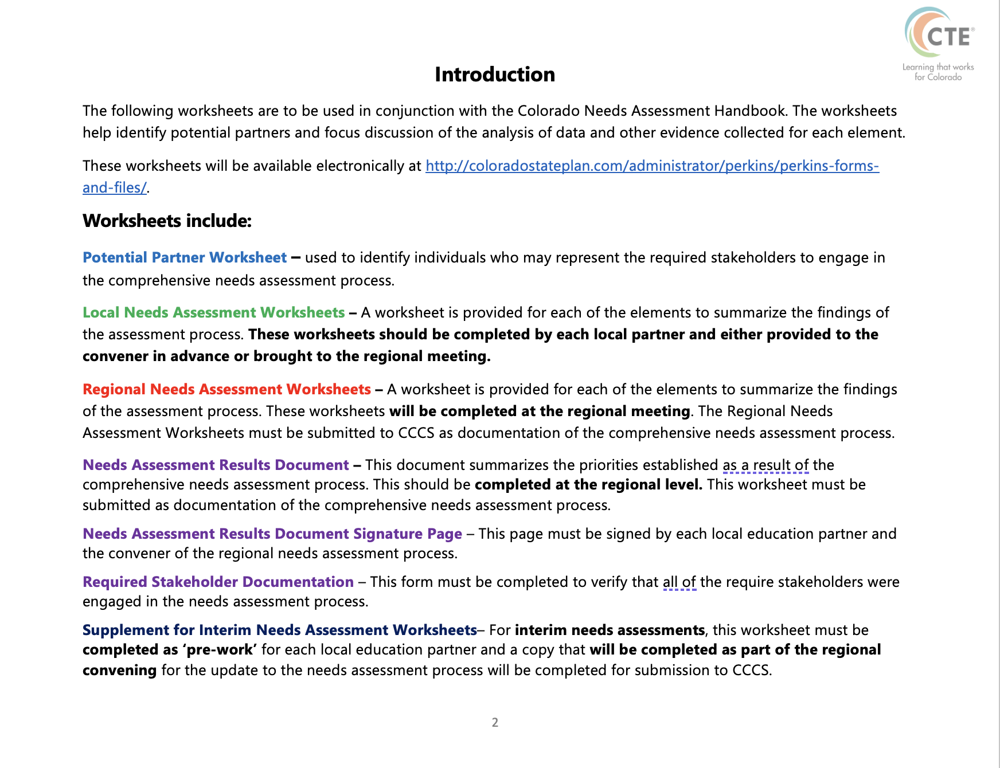 CTE®
Learning that works
for Colorado
Introduction
The following worksheets are to be used in conjunction with the Colorado Needs Assessment Handbook. The worksheets
help identify potential partners and focus discussion of the analysis of data and other evidence collected for each element.
These worksheets will be available electronically at http://coloradostateplan.com/administrator/perkins/perkins-forms-
and-files/.
Worksheets include:
Potential Partner Worksheet – used to identify individuals who may represent the required stakeholders to engage in
the comprehensive needs assessment process.
Local Needs Assessment Worksheets – A worksheet is provided for each of the elements to summarize the findings of
the assessment process. These worksheets should be completed by each local partner and either provided to the
convener in advance or brought to the regional meeting.
Regional Needs Assessment Worksheets – A worksheet is provided for each of the elements to summarize the findings
of the assessment process. These worksheets will be completed at the regional meeting. The Regional Needs
Assessment Worksheets must be submitted to CCCS as documentation of the comprehensive needs assessment process.
Needs Assessment Results Document – This document summarizes the priorities established as a result of the
comprehensive needs assessment process. This should be completed at the regional level. This worksheet must be
submitted as documentation of the comprehensive needs assessment process.
Needs Assessment Results Document Signature Page – This page must be signed by each local education partner and
the convener of the regional needs assessment process.
Required Stakeholder Documentation – This form must be completed to verify that all of the require stakeholders were
engaged in the needs assessment process.
Supplement for Interim Needs Assessment Worksheets– For interim needs assessments, this worksheet must be
completed as ‘pre-work’ for each local education partner and a copy that will be completed as part of the regional
convening for the update to the needs assessment process will be completed for submission to CCCS.
2